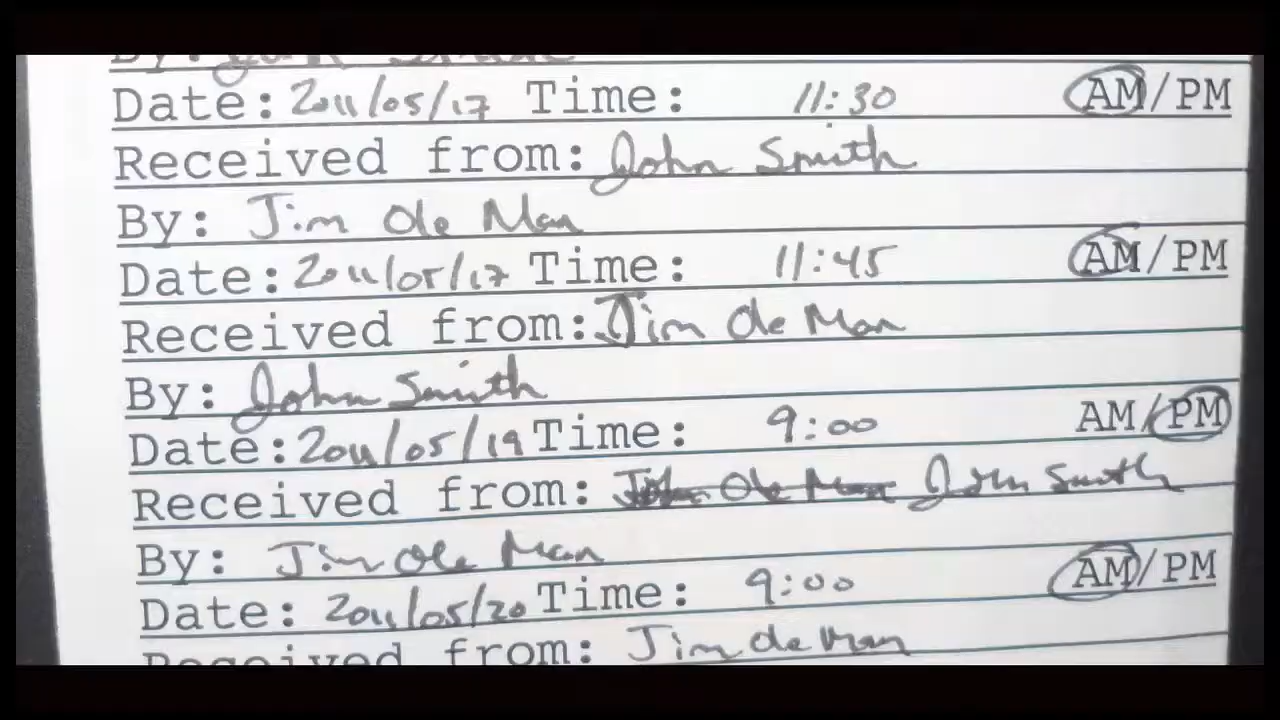 By:
Date: 2011/05/17 Time: 11:30 AM/PM
Received from: John Smith
By: Jim Ole Man
Date: 2011/05/17 Time: 11:45 AM/PM
Received from: Jim Ole Man
By: John Smith
Date: 2011/05/19 Time: 9:00 AM/PM
Received from: John Ole Man John Smith
By: Jim Ole Man
Date: 2011/05/20 Time: 9:00 AM/PM
Received from: Jim Ole Man